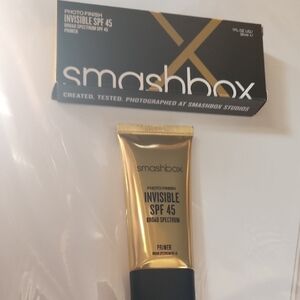 PHOTO FINISH
INVISIBLE SPF 45
BROAD SPECTRUM SPF 45
PRIMER
smashbox
CREATED. TESTED. PHOTOGRAPHED AT SMASHBOX STUDIOS
smashbox
PHOTO FINISH
INVISIBLE
SPF 45
BROAD SPECTRUM
PRIMER